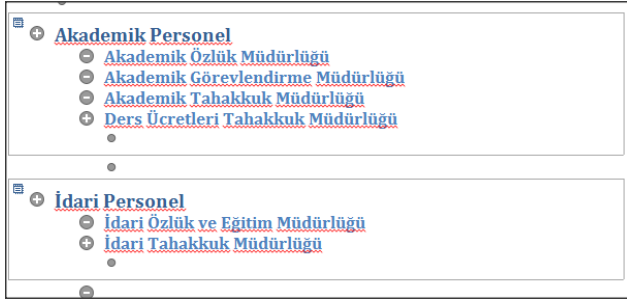 Akademik Personel
Akademik Özlük Müdürlüğü
Akademik Görevlendirme Müdürlüğü
Akademik Tahakkuk Müdürlüğü
Ders Ücretleri Tahakkuk Müdürlüğü
İdari Personel
İdari Özlük ve Eğitim Müdürlüğü
İdari Tahakkuk Müdürlüğü